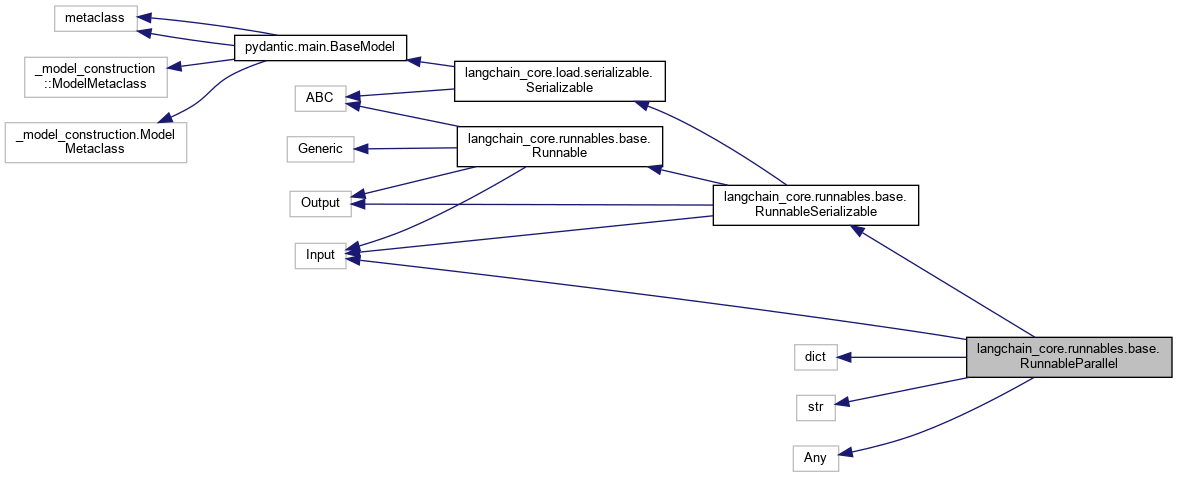 metaclass
pydantic.main.BaseModel
_model_construction
::ModelMetaclass
langchain_core.load.serializable.
Serializable
ABC
_model_construction.Model
Metaclass
langchain_core.runnables.base.
Runnable
Generic
Output
langchain_core.runnables.base.
RunnableSerializable
Input
langchain_core.runnables.base.
RunnableParallel
dict
str
Any